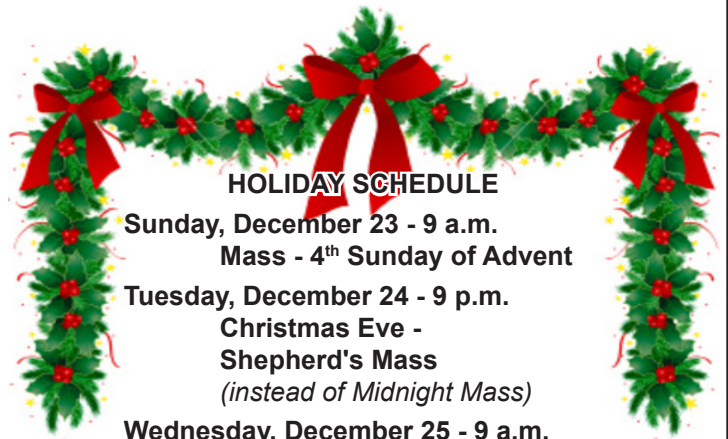 HOLIDAY SCHEDULE
Sunday, December 23 - 9 a.m.
Mass - 4th Sunday of Advent
Tuesday, December 24 - 9 p.m.
Christmas Eve -
Shepherd's Mass
(instead of Midnight Mass)
Wednesday, December 25 - 9 a.m.